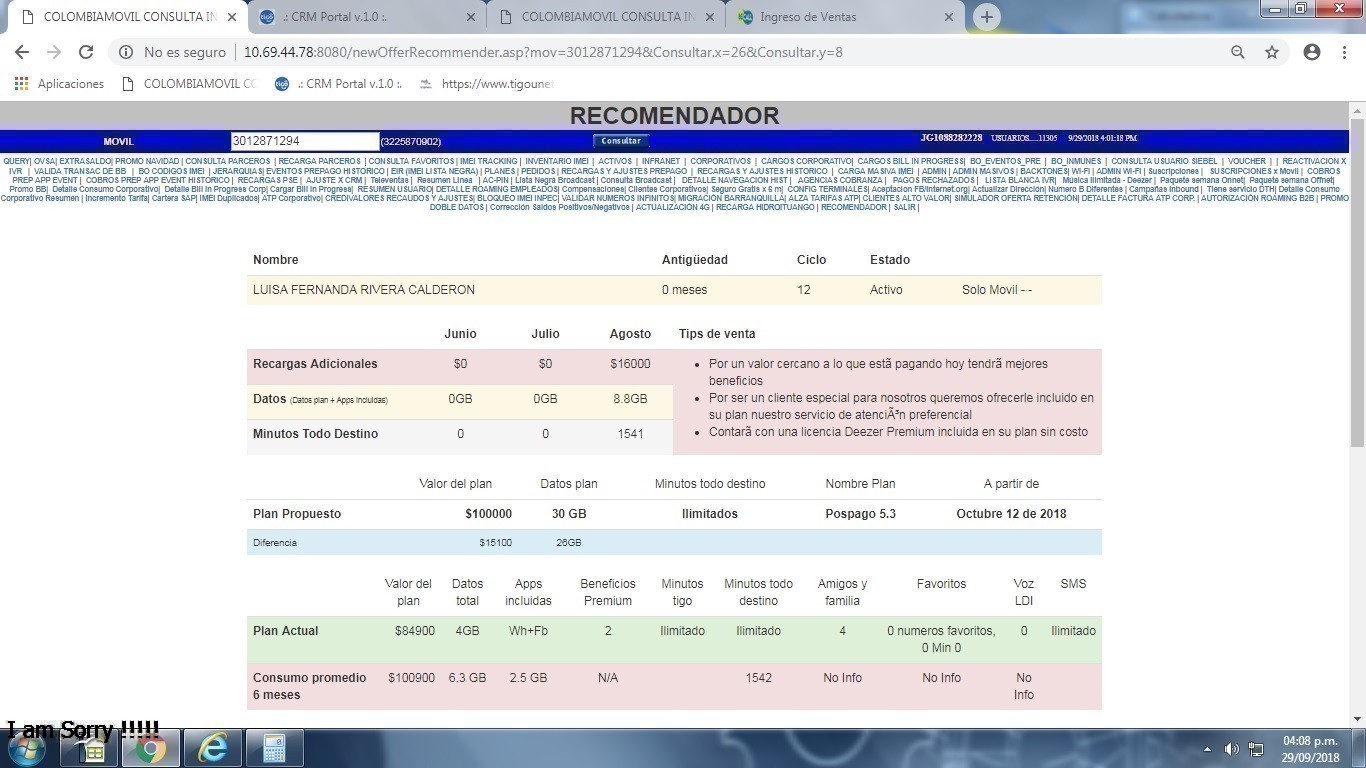 COLOMBIAMOVIL CONSULTA IN
.: CRM Portal v.1.0 :.
COLOMBIAMOVIL CONSULTA IN
Ingreso de Ventas
No es seguro | 10.69.44.78:8080/newOfferRecommender.asp?mov=3012871294&Consultar.x=26&Consultar.y=8
Aplicaciones
COLOMBIAMOVIL CO
.: CRM Portal v.1.0 :.
https://www.tigoune
RECOMENDADOR
MOVIL 3012871294 (3225870902) Consultar JG1088282228 USUARIOS....11305 9/29/2018 4:01:18 PM
QUERY| OVSA| EXTRASALDO| PROMO NAVIDAD | CONSULTA PARCEROS | RECARGA PARCEROS | CONSULTA FAVORITOS | IMEI TRACKING | INVENTARIO IMEI | ACTIVOS | INFRANET | CORPORATIVOS | CARGOS CORPORATIVO| CARGOS BILL IN PROGRESS| BO_EVENTOS_PRE | BO_INMUNES | CONSULTA USUARIO SIEBEL | VOUCHER | | REACTIVACION X
IVR | VALIDA TRANSAC DE BB | BO CODIGOS IMEI | JERARQUIAS| EVENTOS PREPAGO HISTORICO | EIR (IMEI LISTA NEGRA) | PLANES | PEDIDOS | RECARGAS Y AJUSTES PREPAGO | RECARGAS Y AJUSTES HISTORICO | CARGA MASIVA IMEI | ADMIN | ADMIN MASIVOS | BACKTONES| WI-FI | ADMIN WI-FI | Suscripciones | SUSCRIPCIONES x Movil | COBROS
PREP APP EVENT | COBROS PREP APP EVENT HISTORICO | RECARGAS PSE | AJUSTE X CRM | Televentas | Resumen Linea | AC-PIN | Lista Negra Broadcast | Consulta Broadcast | DETALLE NAVEGACION HIST | AGENCIAS COBRANZA | PAGOS RECHAZADOS | LISTA BLANCA IVR| Música Ilimitada - Deezer | Paquete semana Onnet| Paquete semana Offnet|
Promo BB| Detalle Consumo Corporativo| Detalle Bill In Progress Corp| Cargar Bill In Progress| RESUMEN USUARIO| DETALLE ROAMING EMPLEADOS| Compensaciones| Clientes Corporativos| Seguro Gratis x 6 m| CONFIG TERMINALES| Aceptacion FB/Internet.org| Actualizar Dirección| Numero B Diferentes | Campañas Inbound | Tiene servicio DTH| Detalle Consumo
Corporativo Resumen | Incremento Tarifa| Cartera SAP| IMEI Duplicados| ATP Corporativo| CREDIVALORES RECAUDOS Y AJUSTES| BLOQUEO IMEI INPEC| VALIDAR NUMEROS INFINITOS| MIGRACIÓN BARRANQUILLA| ALZA TARIFAS ATP| CLIENTES ALTO VALOR| SIMULADOR OFERTA RETENCIÓN| DETALLE FACTURA ATP CORP. | AUTORIZACIÓN ROAMING B2B | PROMO
DOBLE DATOS | Corrección Saldos Positivos/Negativos | ACTUALIZACIÓN 4G | RECARGA HIDROITUANGO | RECOMENDADOR | SALIR |
Nombre Antigüedad Ciclo Estado
LUISA FERNANDA RIVERA CALDERON 0 meses 12 Activo Solo Movil - -
Junio Julio Agosto Tips de venta
Recargas Adicionales $0 $0 $16000
Datos (Datos plan + Apps Incluidas) 0GB 0GB 8.8GB
Minutos Todo Destino 0 0 1541
• Por un valor cercano a lo que estã pagando hoy tendrã mejores
beneficios
• Por ser un cliente especial para nosotros queremos ofrecerle incluido en
su plan nuestro servicio de atenciÃ³n preferencial
• Contarã con una licencia Deezer Premium incluida en su plan sin costo
Valor del plan Datos plan Minutos todo destino Nombre Plan A partir de
Plan Propuesto $100000 30 GB Ilimitados Pospago 5.3 Octubre 12 de 2018
Diferencia $15100 26GB
Valor del plan Datos total Apps incluidas Beneficios Premium Minutos tigo Minutos todo destino Amigos y familia Favoritos Voz LDI SMS
Plan Actual $84900 4GB Wh+Fb 2 Ilimitado Ilimitado 4 0 numeros favoritos, 0 Min 0 0 Ilimitado
Consumo promedio 6 meses $100900 6.3 GB 2.5 GB N/A 1542 No Info No Info No Info
I am Sorry !!!!!
04:08 p.m.
29/09/2018